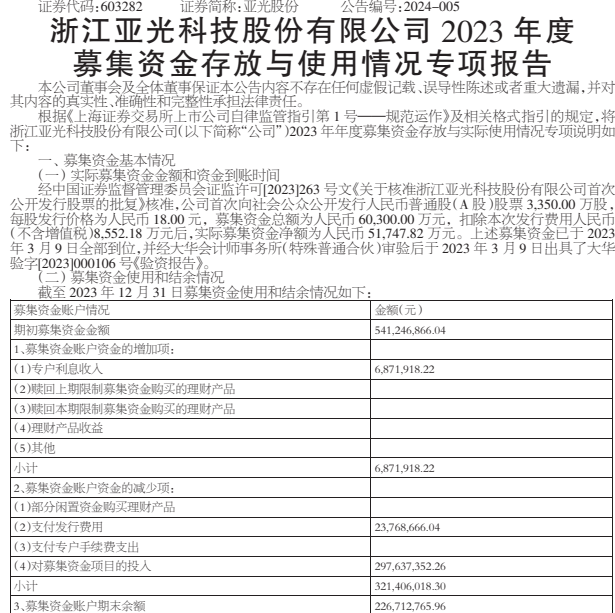 证券代码:603282 证券简称:亚光股份 公告编号:2024-005
浙江亚光科技股份有限公司 2023 年度
募集资金存放与使用情况专项报告
本公司董事会及全体董事保证本公告内容不存在任何虚假记载、误导性陈述或者重大遗漏,并对
其内容的真实性、准确性和完整性承担法律责任。
根据《上海证券交易所上市公司自律监管指引第 1 号——规范运作》及相关格式指引的规定,将
浙江亚光科技股份有限公司(以下简称“公司”)2023 年年度募集资金存放与实际使用情况专项说明如
下:
一、募集资金基本情况
(一)实际募集资金金额和资金到账时间
经中国证券监督管理委员会证监许可[2023]263 号文《关于核准浙江亚光科技股份有限公司首次
公开发行股票的批复》核准,公司首次向社会公众公开发行人民币普通股(A 股)股票 3,350.00 万股,
每股发行价格为人民币 18.00 元, 募集资金总额为人民币 60,300.00 万元, 扣除本次发行费用人民币
(不含增值税)8,552.18 万元后,实际募集资金净额为人民币 51,747.82 万元。上述募集资金已于 2023
年 3 月 9 日全部到位,并经大华会计师事务所(特殊普通合伙)审验后于 2023 年 3 月 9 日出具了大华
验字[2023]000106 号《验资报告》。
(二)募集资金使用和结余情况
截至 2023 年 12 月 31 日募集资金使用和结余情况如下:
募集资金账户情况 金额(元)
期初募集资金金额 541,246,866.04
1、募集资金账户资金的增加项:
(1)专户利息收入 6,871,918.22
(2)赎回上期限制募集资金购买的理财产品
(3)赎回本期限制募集资金购买的理财产品
(4)理财产品收益
(5)其他
小计 6,871,918.22
2、募集资金账户资金的减少项:
(1)部分闲置资金购买理财产品
(2)支付发行费用 23,768,666.04
(3)支付专户手续费支出
(4)对募集资金项目的投入 297,637,352.26
小计 321,406,018.30
3、募集资金账户期末余额 226,712,765.96